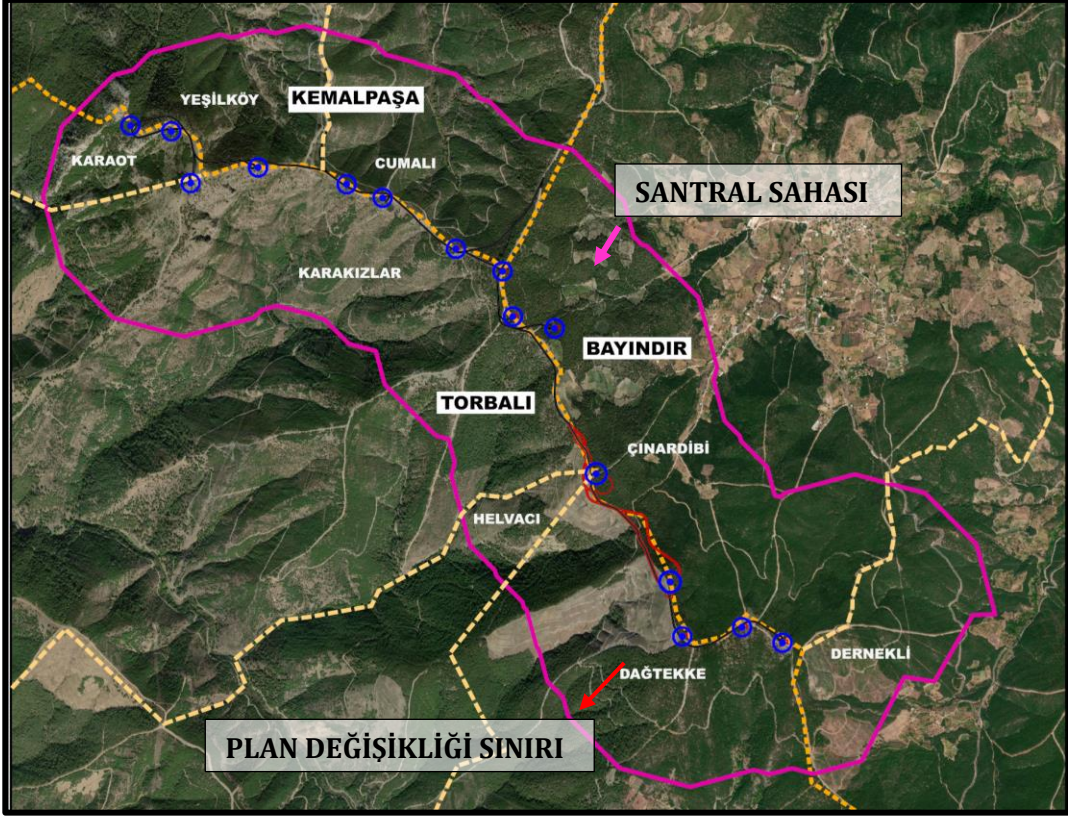 YEŞİLKÖY
KEMALPAŞA
KARAOT
CUMALI
SANTRAL SAHASI
KARAKIZLAR
BAYINDIR
TORBALI
ÇINARDİBİ
HELVACI
DERNEKLİ
DAĞTEKKE
PLAN DEĞİŞİKLİĞİ SINIRI